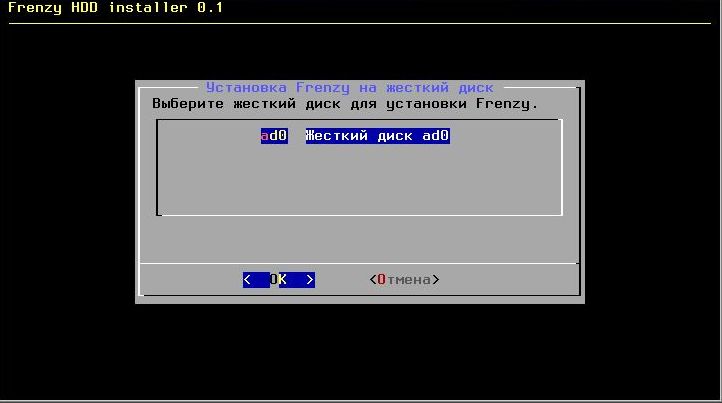 Frenzy HDD installer 0.1
Установка Frenzy на жесткий диск
Выберите жесткий диск для установки Frenzy.
ad0 Жесткий диск ad0
< OK > <Отмена>